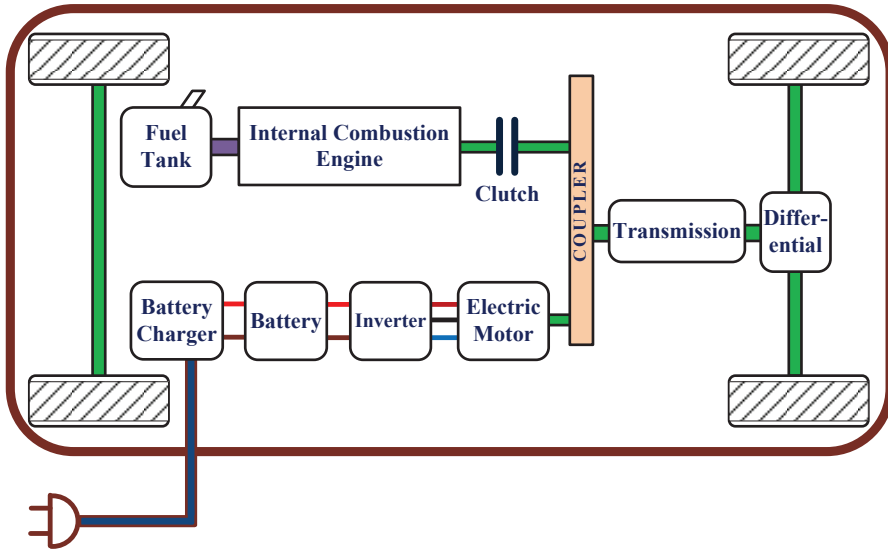 Fuel
Tank
Internal Combustion
Engine
Clutch
COUPLER
Transmission
Differ-
ential
Battery
Charger
Battery
Inverter
Electric
Motor